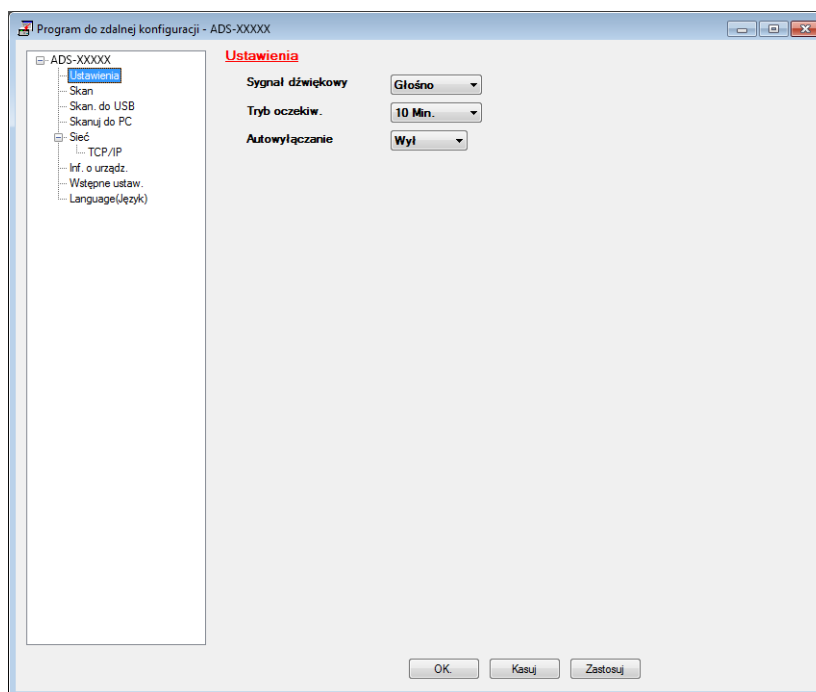 Program do zdalnej konfiguracji - ADS-XXXXX
ADS-XXXXX
Ustawienia
Skan
Skan. do USB
Skanuj do PC
Sieć
TCP/IP
Inf. o urządz.
Wstępne ustaw.
Language(Język)
Ustawienia
Sygnał dźwiękowy Głośno
Tryb oczekiw. 10 Min.
Autowyłączanie Wył
OK. Kasuj Zastosuj